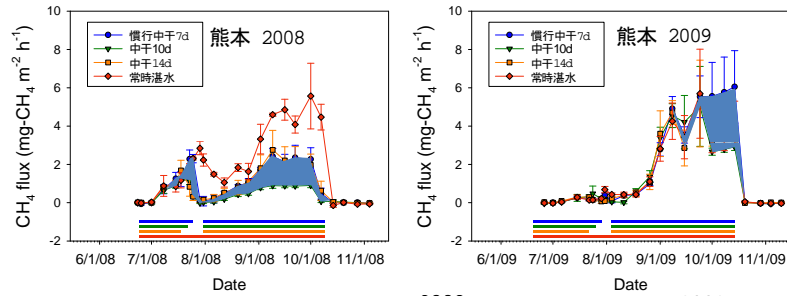 熊本 2008
慣行中干7d
中干10d
中干14d
常時湛水
CH4 flux (mg-CH4 m-2 h-1)
10
8
6
4
2
0
-2
6/1/08 7/1/08 8/1/08 9/1/08 10/1/08 11/1/08
Date
熊本 2009
慣行中干7d
中干10d
中干14d
常時湛水
CH4 flux (mg-CH4 m-2 h-1)
10
8
6
4
2
0
-2
6/1/09 7/1/09 8/1/09 9/1/09 10/1/09 11/1/09
Date